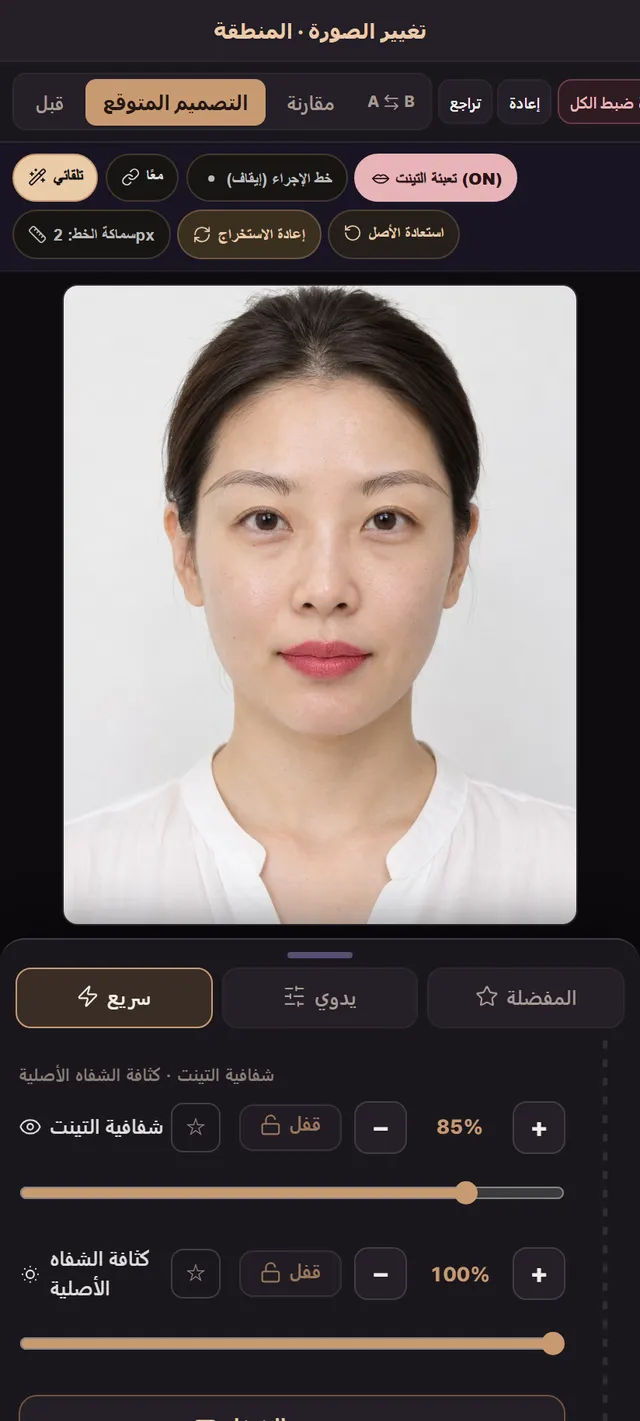 تغيير الصورة · المنطقة
قبل
التصميم المتوقع
مقارنة
A ⇆ B
تراجع
إعادة
ضبط الكل
تلقائي
معًا
خط الإجراء (إيقاف)
تعبئة التينت (ON)
سماكة الخط: 2px
إعادة الاستخراج
استعادة الأصل
سريع
يدوي
المفضلة
شفافية التينت · كثافة الشفاه الأصلية
شفافية التينت
قفل
−
85%
+
كثافة الشفاه
الأصلية
قفل
−
100%
+